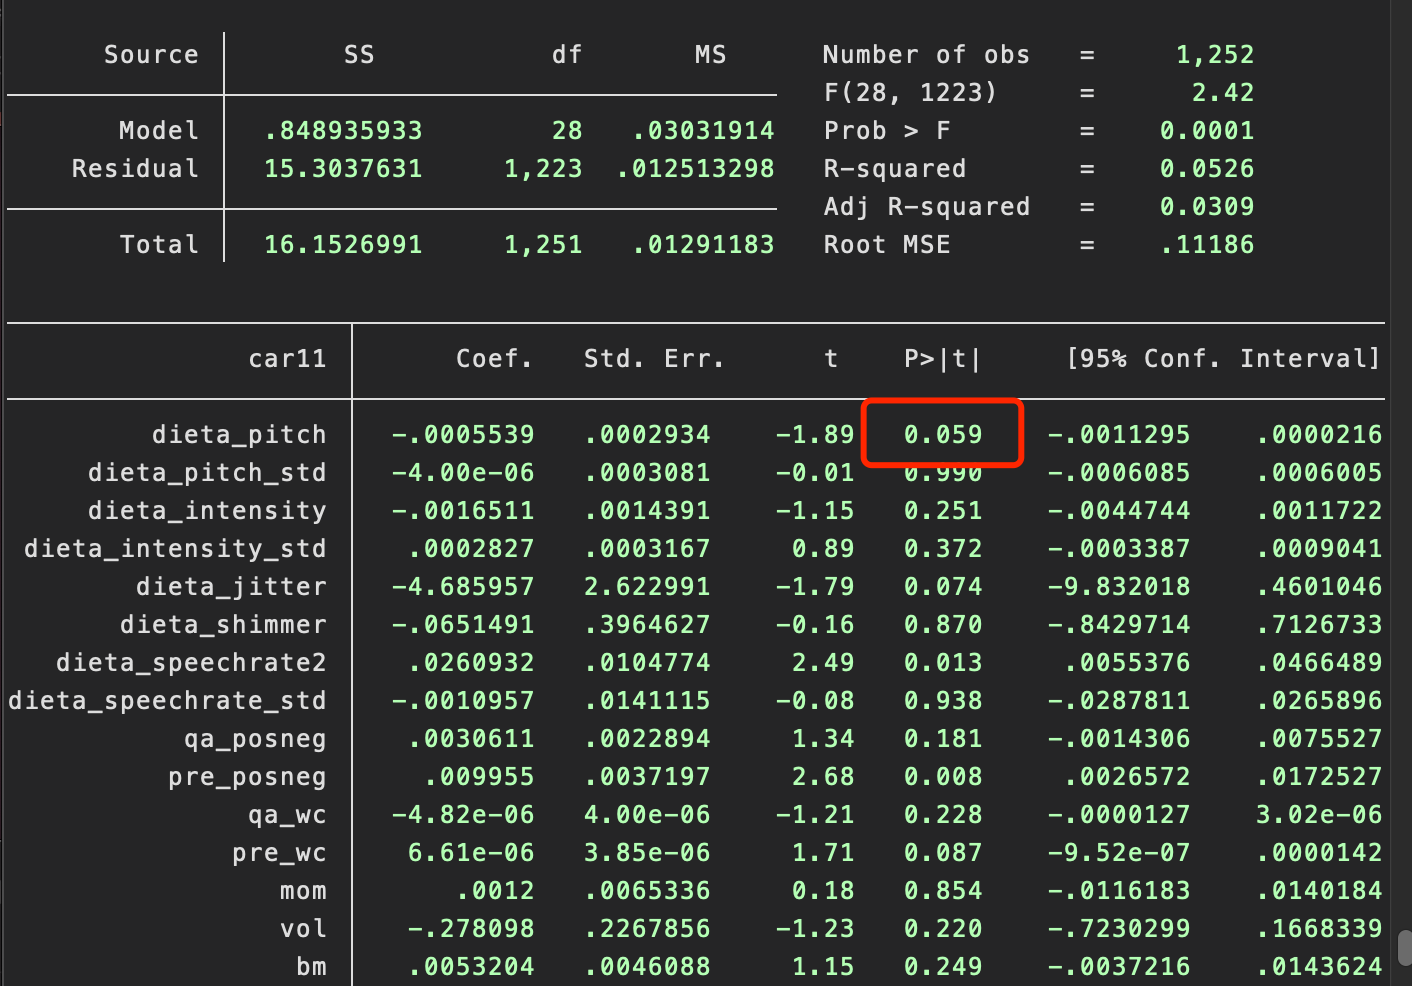 Source SS df MS Number of obs = 1,252
F(28, 1223) = 2.42
Model .848935933 28 .03031914 Prob > F = 0.0001
Residual 15.3037631 1,223 .012513298 R-squared = 0.0526
Adj R-squared = 0.0309
Total 16.1526991 1,251 .01291183 Root MSE = .11186
car11 Coef. Std. Err. t P>|t| [95% Conf. Interval]
dieta_pitch -.0005539 .0002934 -1.89 0.059 -.0011295 .0000216
dieta_pitch_std -4.00e-06 .0003081 -0.01 0.990 -.0006085 .0006005
dieta_intensity -.0016511 .0014391 -1.15 0.251 -.0044744 .0011722
dieta_intensity_std .0002827 .0003167 0.89 0.372 -.0003387 .0009041
dieta_jitter -4.685957 2.622991 -1.79 0.074 -9.832018 .4601046
dieta_shimmer -.0651491 .3964627 -0.16 0.870 -.8429714 .7126733
dieta_speechrate2 .0260932 .0104774 2.49 0.013 .0055376 .0466489
dieta_speechrate_std -.0010957 .0141115 -0.08 0.938 -.0287811 .0265896
qa_posneg .0030611 .0022894 1.34 0.181 -.0014306 .0075527
pre_posneg .009955 .0037197 2.68 0.008 .0026572 .0172527
qa_wc -4.82e-06 4.00e-06 -1.21 0.228 -.0000127 3.02e-06
pre_wc 6.61e-06 3.85e-06 1.71 0.087 -9.52e-07 .0000142
mom .0012 .0065336 0.18 0.854 -.0116183 .0140184
vol -.278098 .2267856 -1.23 0.220 -.7230299 .1668339
bm .0053204 .0046088 1.15 0.249 -.0037216 .0143624